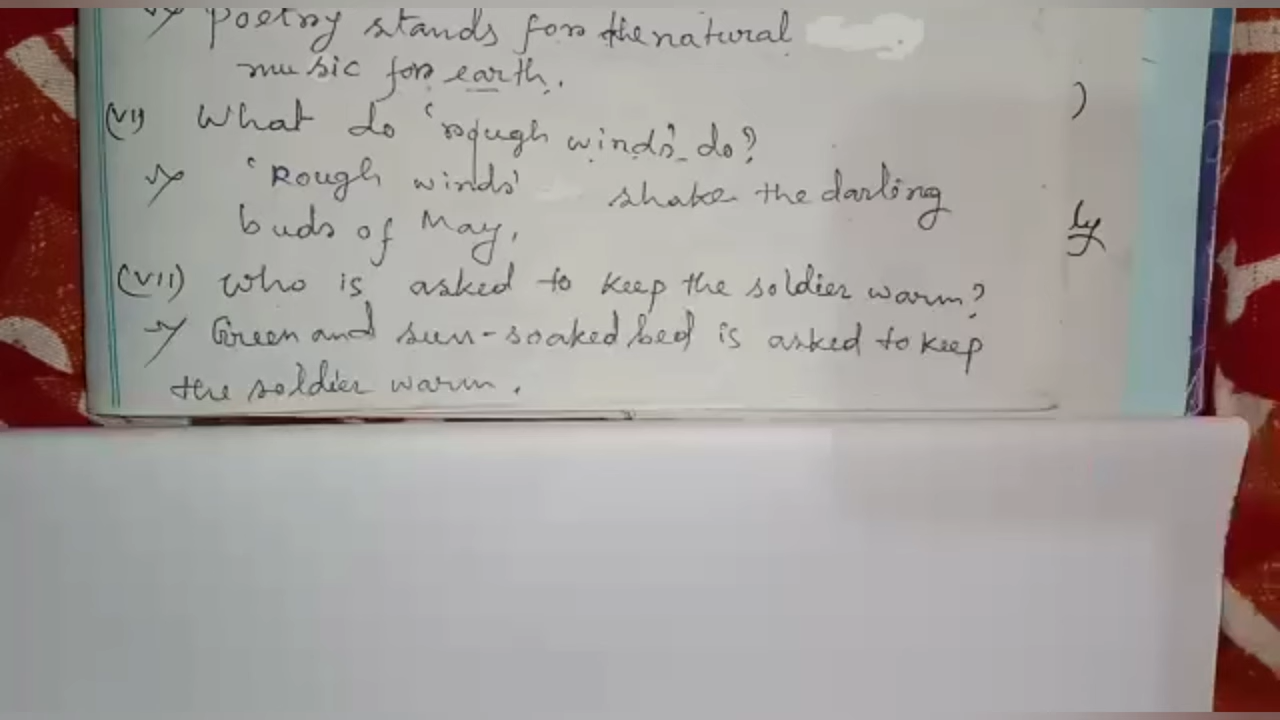 Poetry stands for the natural
music for earth.
(VI) What do 'rough winds' do?
'Rough winds' shake the darling
buds of May,
(VII) Who is asked to keep the soldier warm?
Green and sun-soaked bed is asked to keep
the soldier warm.
)
ly